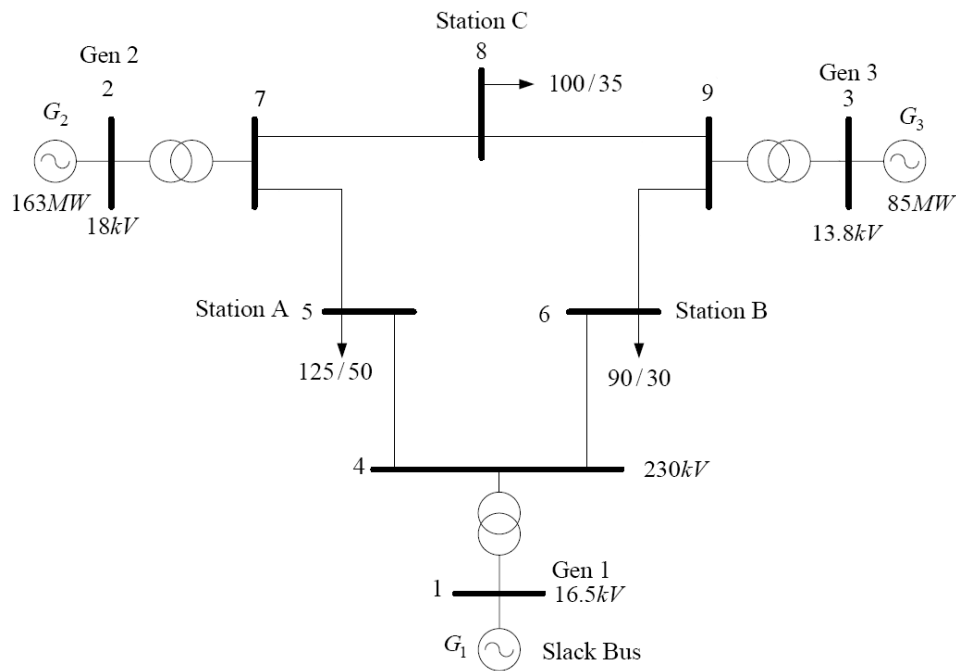 Station C
8
100/35
Gen 2
2
7
9
Gen 3
3
G2
G3
163MW
18kV
85MW
13.8kV
Station A 5
6 Station B
125/50
90/30
4
230kV
Gen 1
1
16.5kV
G1
Slack Bus